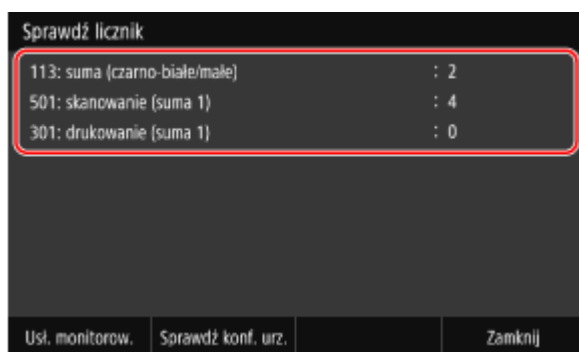 Sprawdź licznik
113: suma (czarno-białe/małe) : 2
501: skanowanie (suma 1) : 4
301: drukowanie (suma 1) : 0
Usł. monitorow. Sprawdź konf. urz. Zamknij